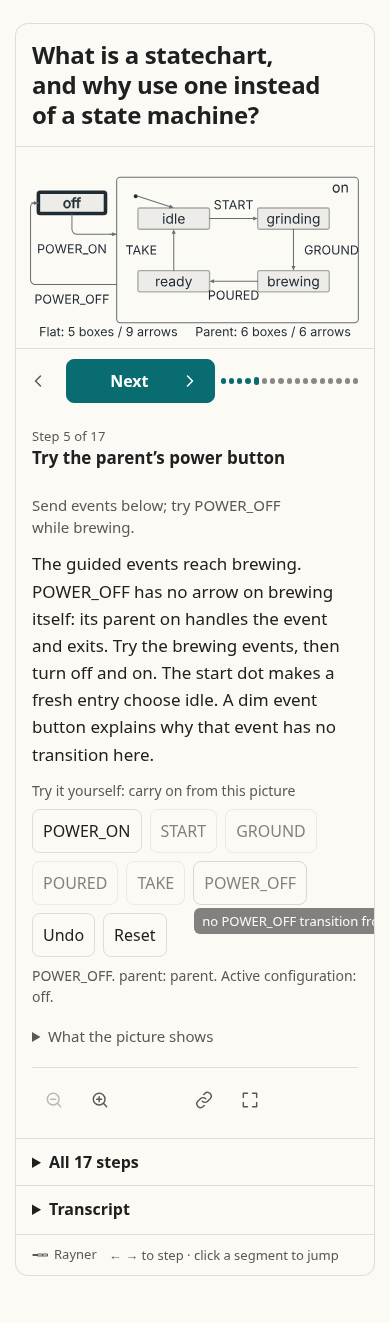 What is a statechart,
and why use one instead
of a state machine?
on
off
idle
START
grinding
POWER_ON
TAKE
GROUND
ready
POURED
brewing
POWER_OFF
Flat: 5 boxes / 9 arrows Parent: 6 boxes / 6 arrows
Next
Step 5 of 17
Try the parent’s power button
Send events below; try POWER_OFF
while brewing.
The guided events reach brewing.
POWER_OFF has no arrow on brewing
itself: its parent on handles the event
and exits. Try the brewing events, then
turn off and on. The start dot makes a
fresh entry choose idle. A dim event
button explains why that event has no
transition here.
Try it yourself: carry on from this picture
POWER_ON START GROUND
POURED TAKE POWER_OFF
no POWER_OFF transition fro
Undo Reset
POWER_OFF. parent: parent. Active configuration:
off.
What the picture shows
All 17 steps
Transcript
Rayner ← → to step · click a segment to jump